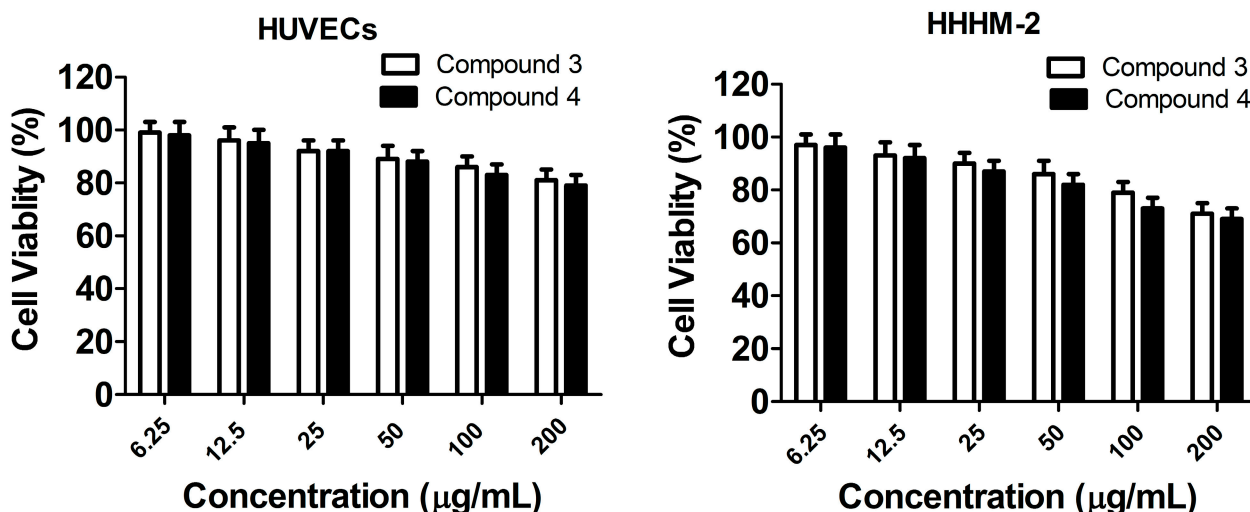 HUVECs
Compound 3
Compound 4
Cell Viablity (%)
120
100
80
60
40
20
0
6.25
12.5
25
50
100
200
Concentration (μg/mL)
HHHM-2
Compound 3
Compound 4
Cell Viablity (%)
120
100
80
60
40
20
0
6.25
12.5
25
50
100
200
Concentration (μg/mL)